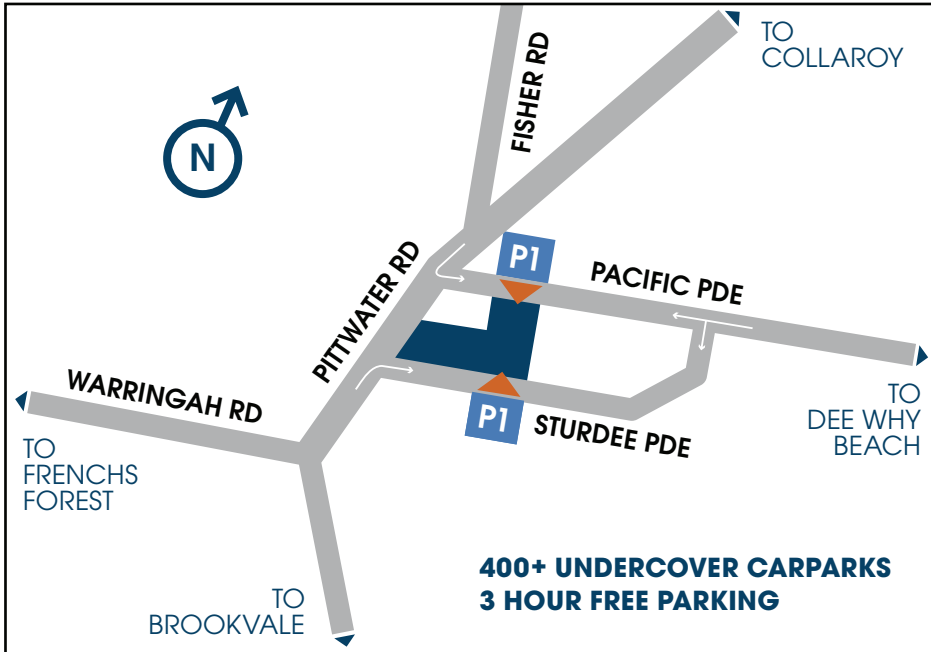 TO
COLLAROY
FISHER RD
N
P1
PACIFIC PDE
PITTWATER RD
WARRINGAH RD
P1
STURDEE PDE
TO
DEE WHY
BEACH
TO
FRENCHS
FOREST
TO
BROOKVALE
400+ UNDERCOVER CARPARKS
3 HOUR FREE PARKING